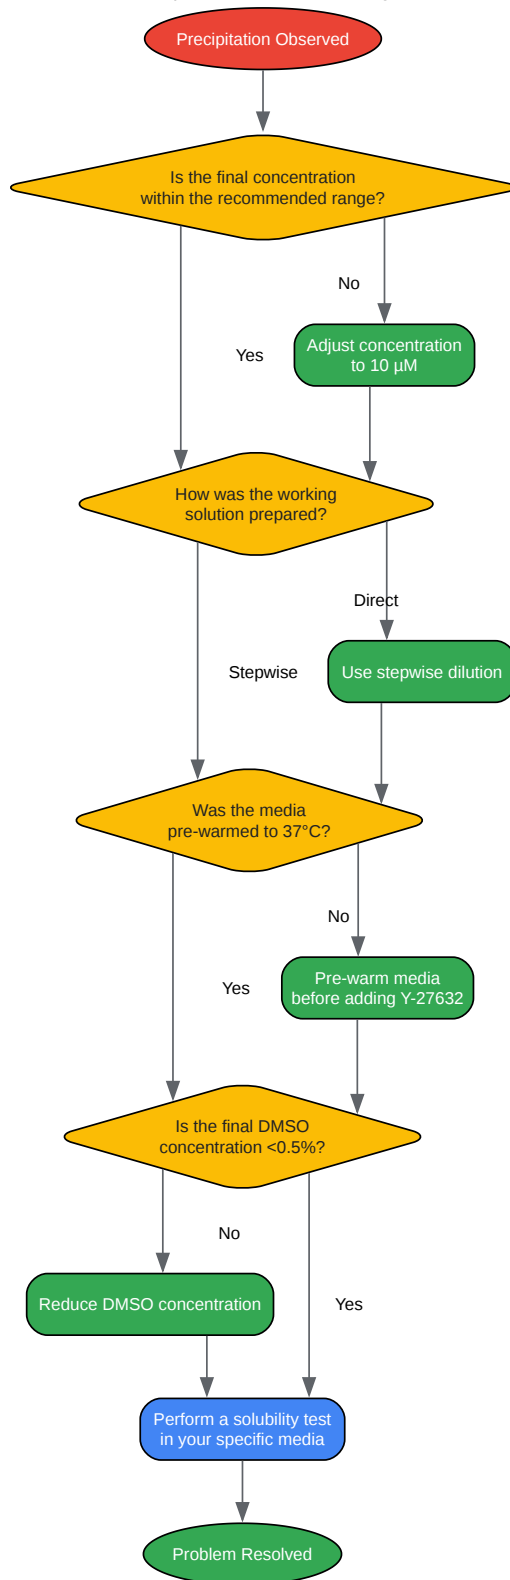 Precipitation Observed
Is the final concentration
within the recommended range?
No
Adjust concentration
to 10 µM
Yes
How was the working
solution prepared?
Direct
Use stepwise dilution
Stepwise
Was the media
pre-warmed to 37°C?
No
Pre-warm media
before adding Y-27632
Yes
Is the final DMSO
concentration <0.5%?
No
Reduce DMSO concentration
Yes
Perform a solubility test
in your specific media
Problem Resolved